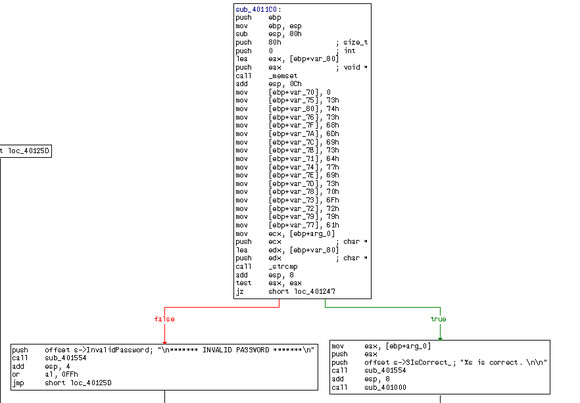 sub_4011C0:
push ebp
mov ebp, esp
sub esp, 80h
push 80h ; size_t
push 0 ; int
lea eax, [ebp+var_80]
push eax ; void *
call _memset
add esp, 0Ch
mov [ebp+var_70], 0
mov [ebp+var_75], 73h
mov [ebp+var_80], 74h
mov [ebp+var_76], 73h
mov [ebp+var_7F], 68h
mov [ebp+var_7A], 6Dh
mov [ebp+var_7C], 69h
mov [ebp+var_7B], 73h
mov [ebp+var_71], 64h
mov [ebp+var_74], 77h
mov [ebp+var_7E], 69h
mov [ebp+var_7D], 73h
mov [ebp+var_78], 70h
mov [ebp+var_73], 6Fh
mov [ebp+var_72], 72h
mov [ebp+var_79], 79h
mov [ebp+var_77], 61h
mov ecx, [ebp+arg_0]
push ecx ; char *
lea edx, [ebp+var_80]
push edx ; char *
call _strcmp
add esp, 8
test eax, eax
jz short loc_401247
t loc_40125D
false
true
push offset s->InvalidPassword; "\n******* INVALID PASSWORD *******\n"
call sub_401554
add esp, 4
or al, 0FFh
jmp short loc_40125D
mov eax, [ebp+arg_0]
push eax
push offset s->SIsCorrect_; "%s is correct. \n\n"
call sub_401554
add esp, 8
call sub_401000